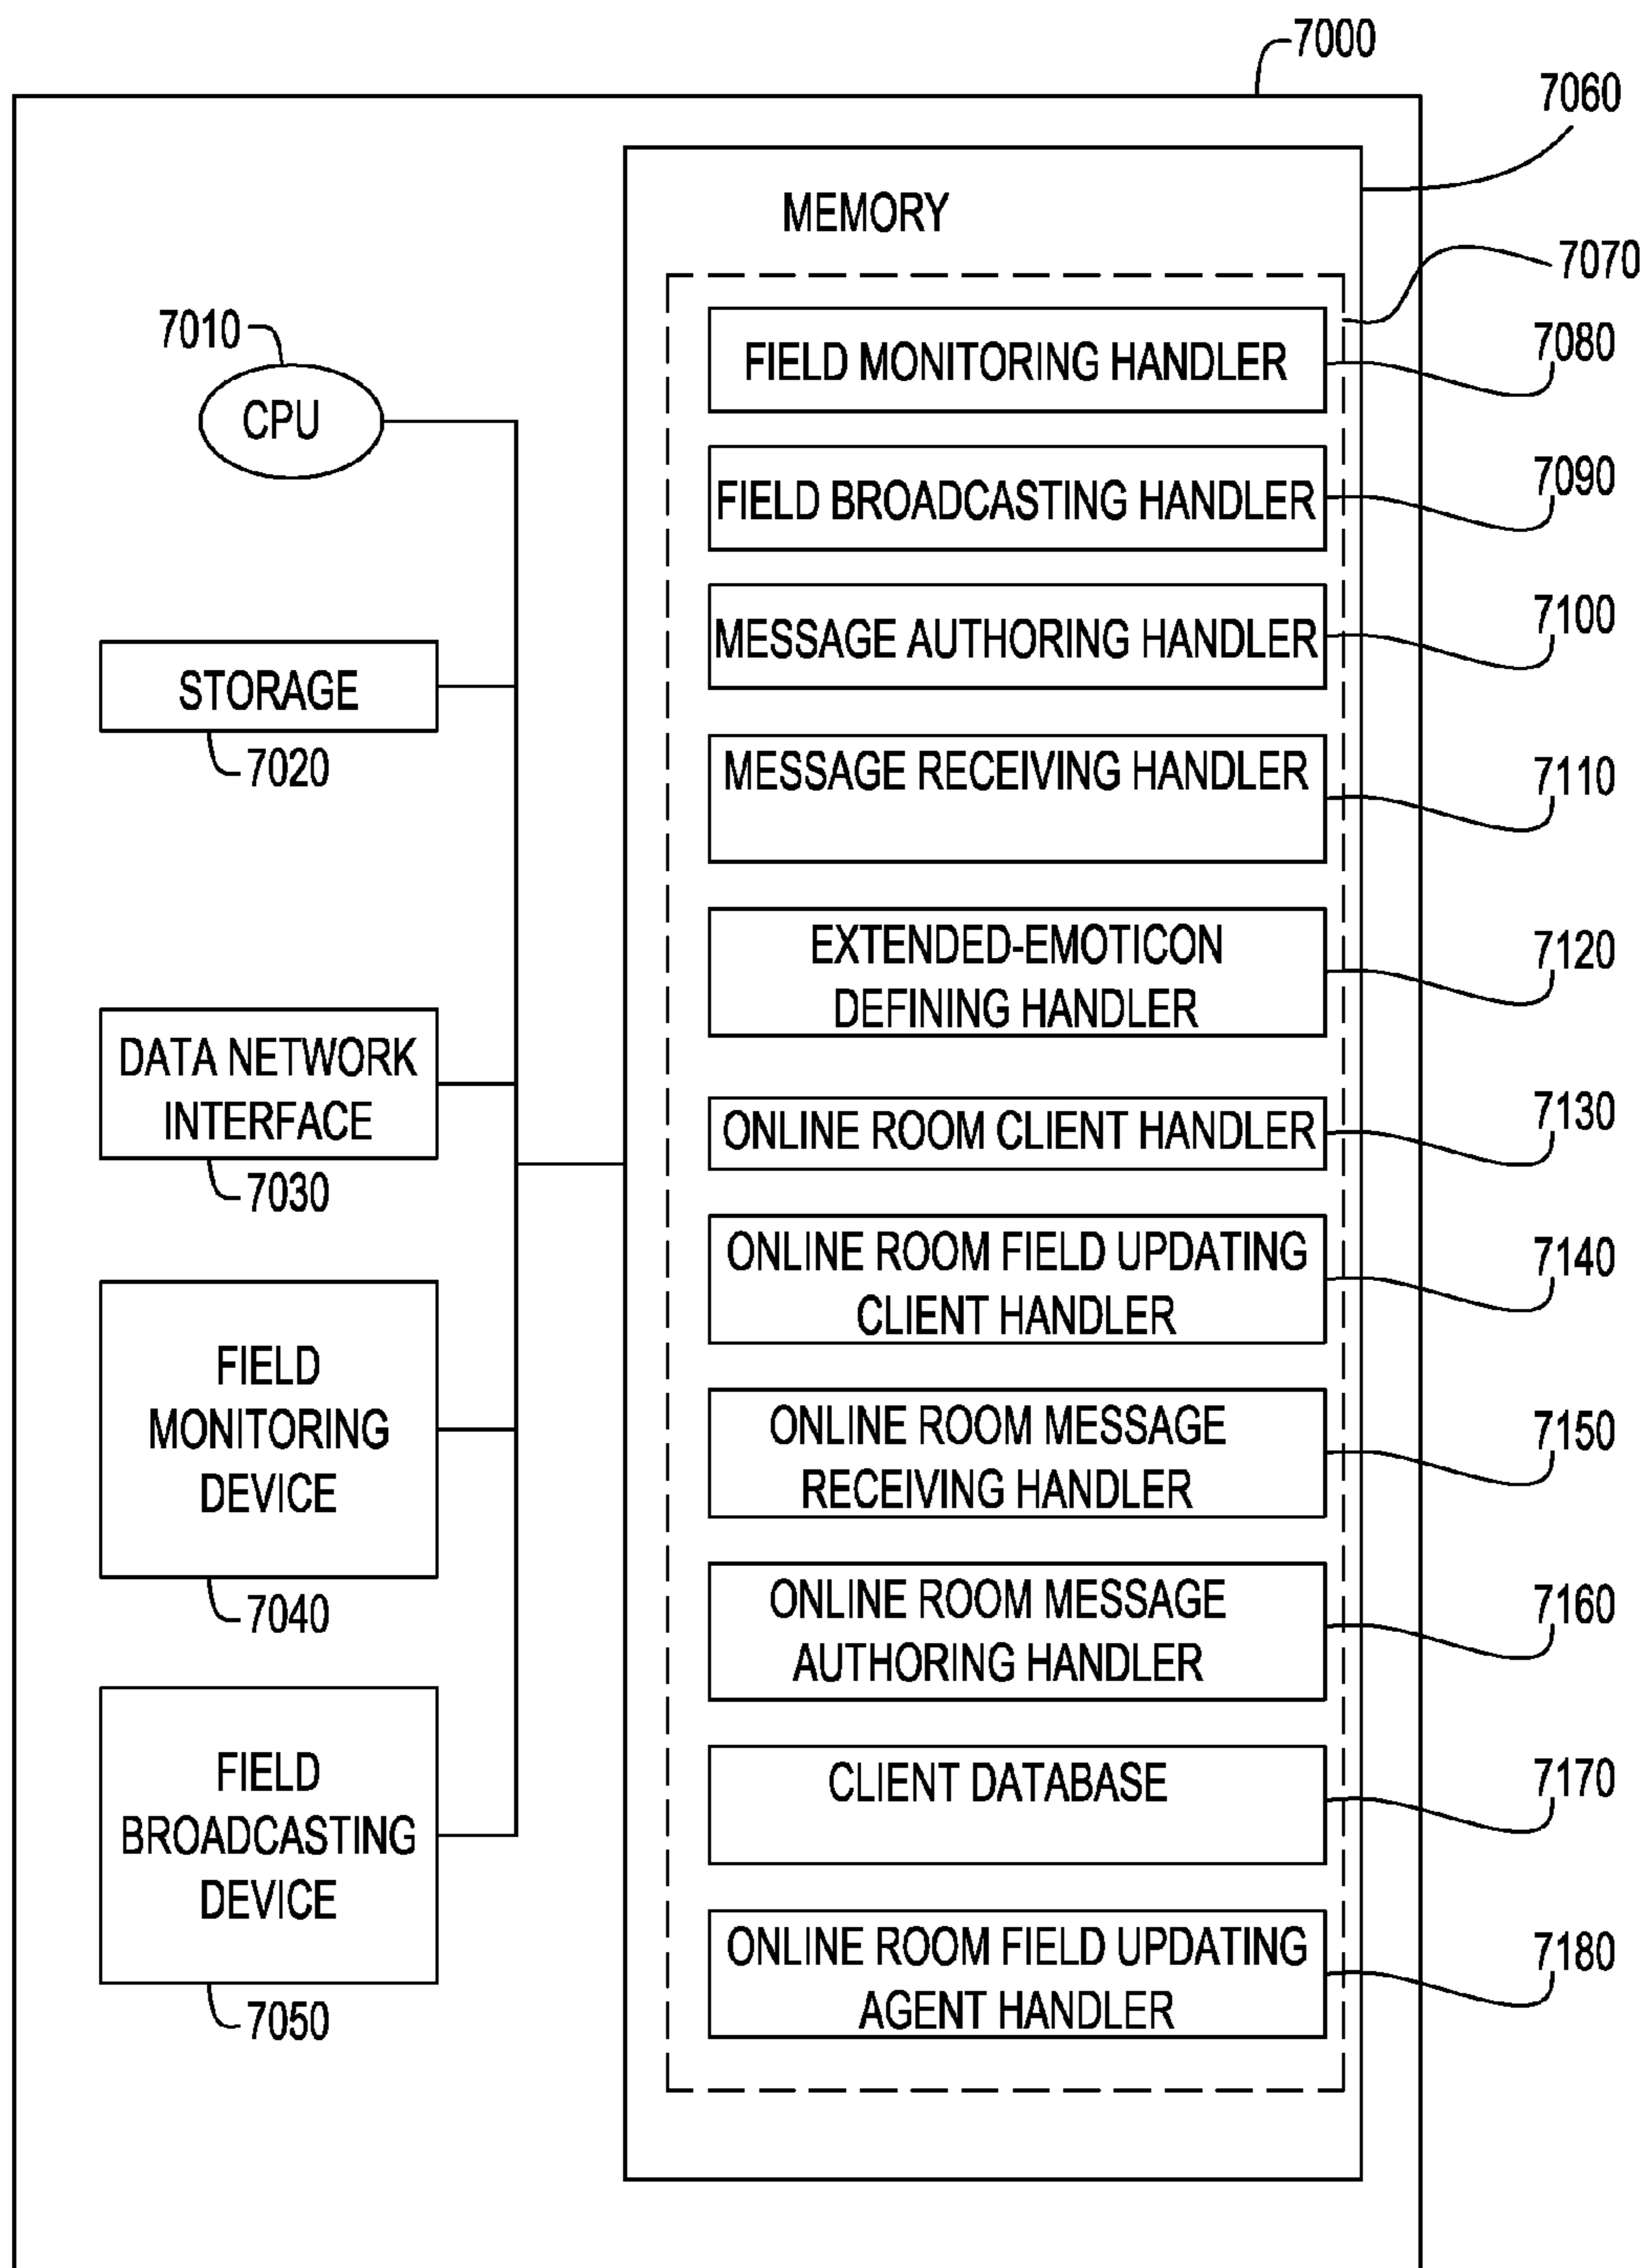 7000
7060
MEMORY
7070
7010
CPU
FIELD MONITORING HANDLER
7080
FIELD BROADCASTING HANDLER
7090
MESSAGE AUTHORING HANDLER
7100
STORAGE
7020
MESSAGE RECEIVING HANDLER
7110
EXTENDED-EMOTICON
DEFINING HANDLER
7120
DATA NETWORK
INTERFACE
7030
ONLINE ROOM CLIENT HANDLER
7130
ONLINE ROOM FIELD UPDATING
CLIENT HANDLER
7140
FIELD
MONITORING
DEVICE
7040
ONLINE ROOM MESSAGE
RECEIVING HANDLER
7150
ONLINE ROOM MESSAGE
AUTHORING HANDLER
7160
FIELD
BROADCASTING
DEVICE
7050
CLIENT DATABASE
7170
ONLINE ROOM FIELD UPDATING
AGENT HANDLER
7180